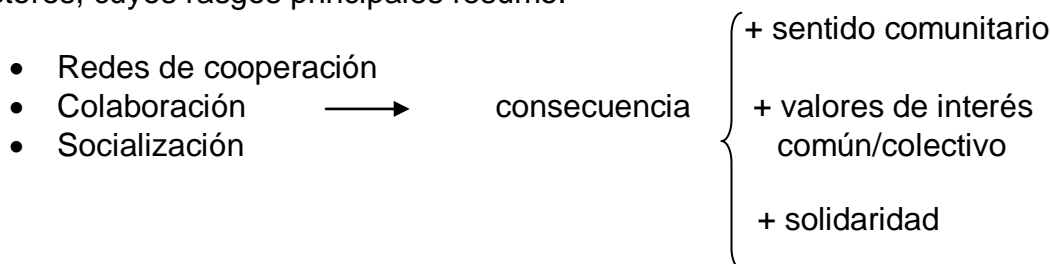 + sentido comunitario
• Redes de cooperación
• Colaboración consecuencia + valores de interés
• Socialización común/colectivo
+ solidaridad